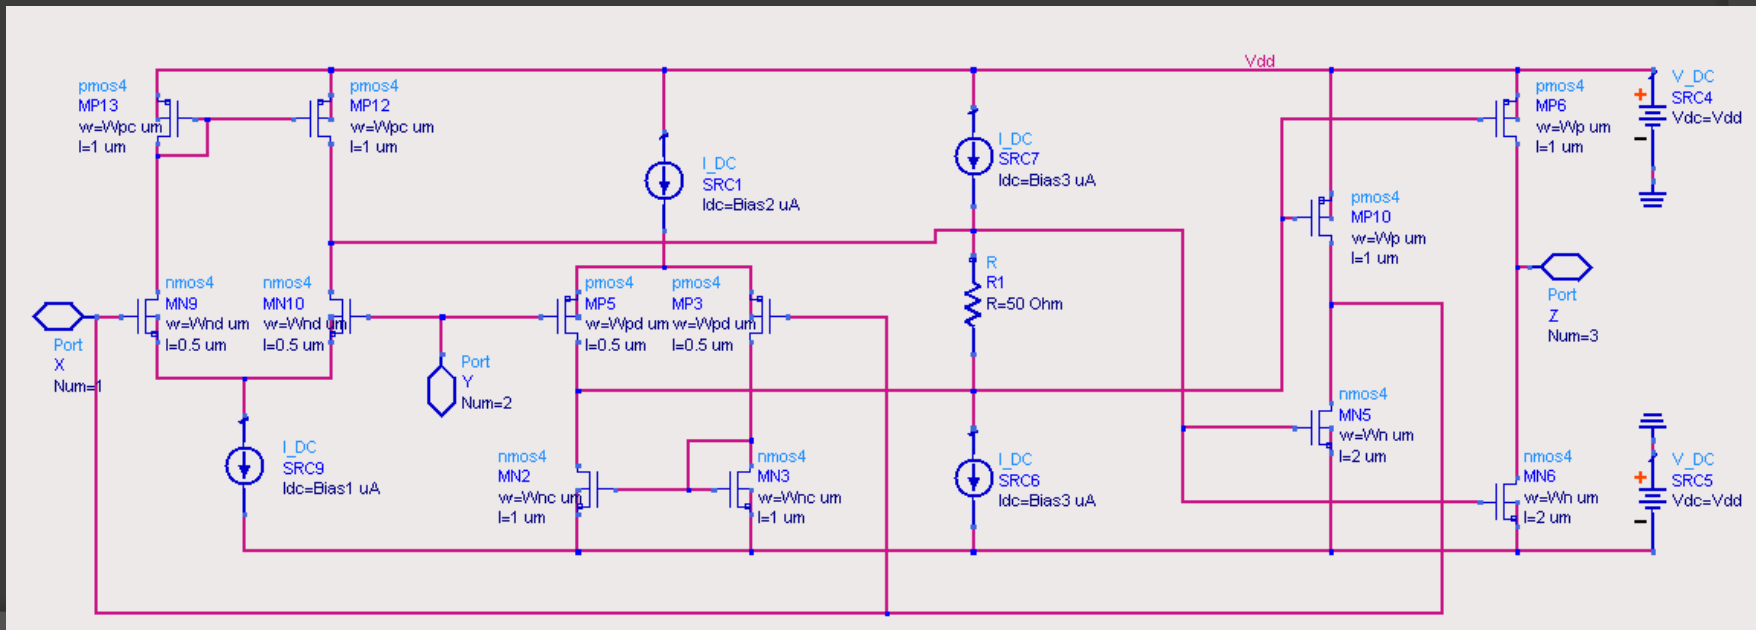 Vdd
pmos4
MP13
w=Wpc um
l=1 um
pmos4
MP12
w=Wpc um
l=1 um
I_DC
SRC1
Idc=Bias2 uA
I_DC
SRC7
Idc=Bias3 uA
pmos4
MP6
w=Wp um
l=1 um
V_DC
SRC4
Vdc=Vdd
+
-
pmos4
MP10
w=Wp um
l=1 um
nmos4
MN9
w=Wnd um
l=0.5 um
nmos4
MN10
w=Wnd um
l=0.5 um
pmos4
MP5
w=Wpd um
l=0.5 um
pmos4
MP3
w=Wpd um
l=0.5 um
R
R1
R=50 Ohm
Port
Z
Num=3
Port
X
Num=1
Port
Y
Num=2
nmos4
MN5
w=Wn um
l=2 um
I_DC
SRC9
Idc=Bias1 uA
nmos4
MN2
w=Wnc um
l=1 um
nmos4
MN3
w=Wnc um
l=1 um
I_DC
SRC6
Idc=Bias3 uA
nmos4
MN6
w=Wn um
l=2 um
V_DC
SRC5
Vdc=Vdd
+
-